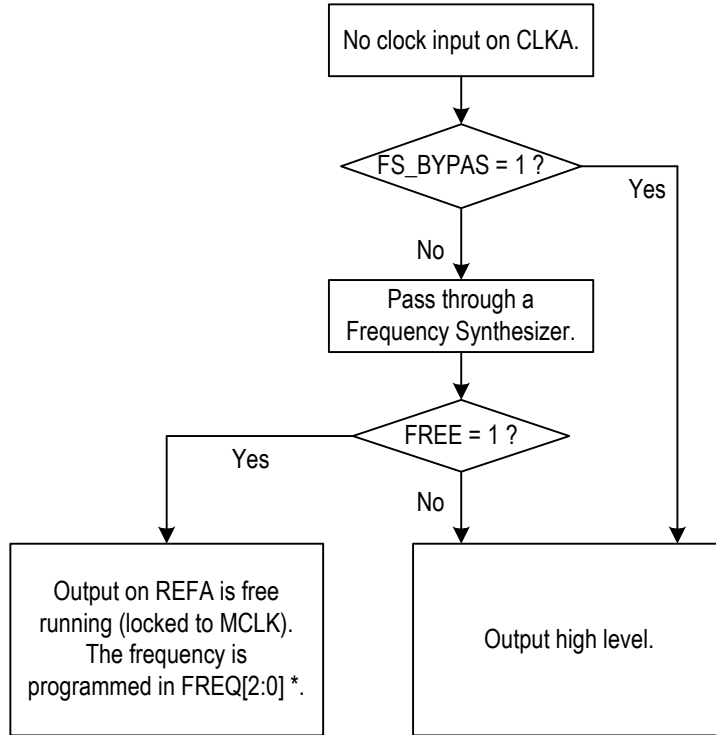 No clock input on CLKA.
FS_BYPAS = 1 ?
Yes
No
Pass through a
Frequency Synthesizer.
FREE = 1 ?
Yes
No
Output on REFA is free
running (locked to MCLK).
The frequency is
programmed in FREQ[2:0] *.
Output high level.